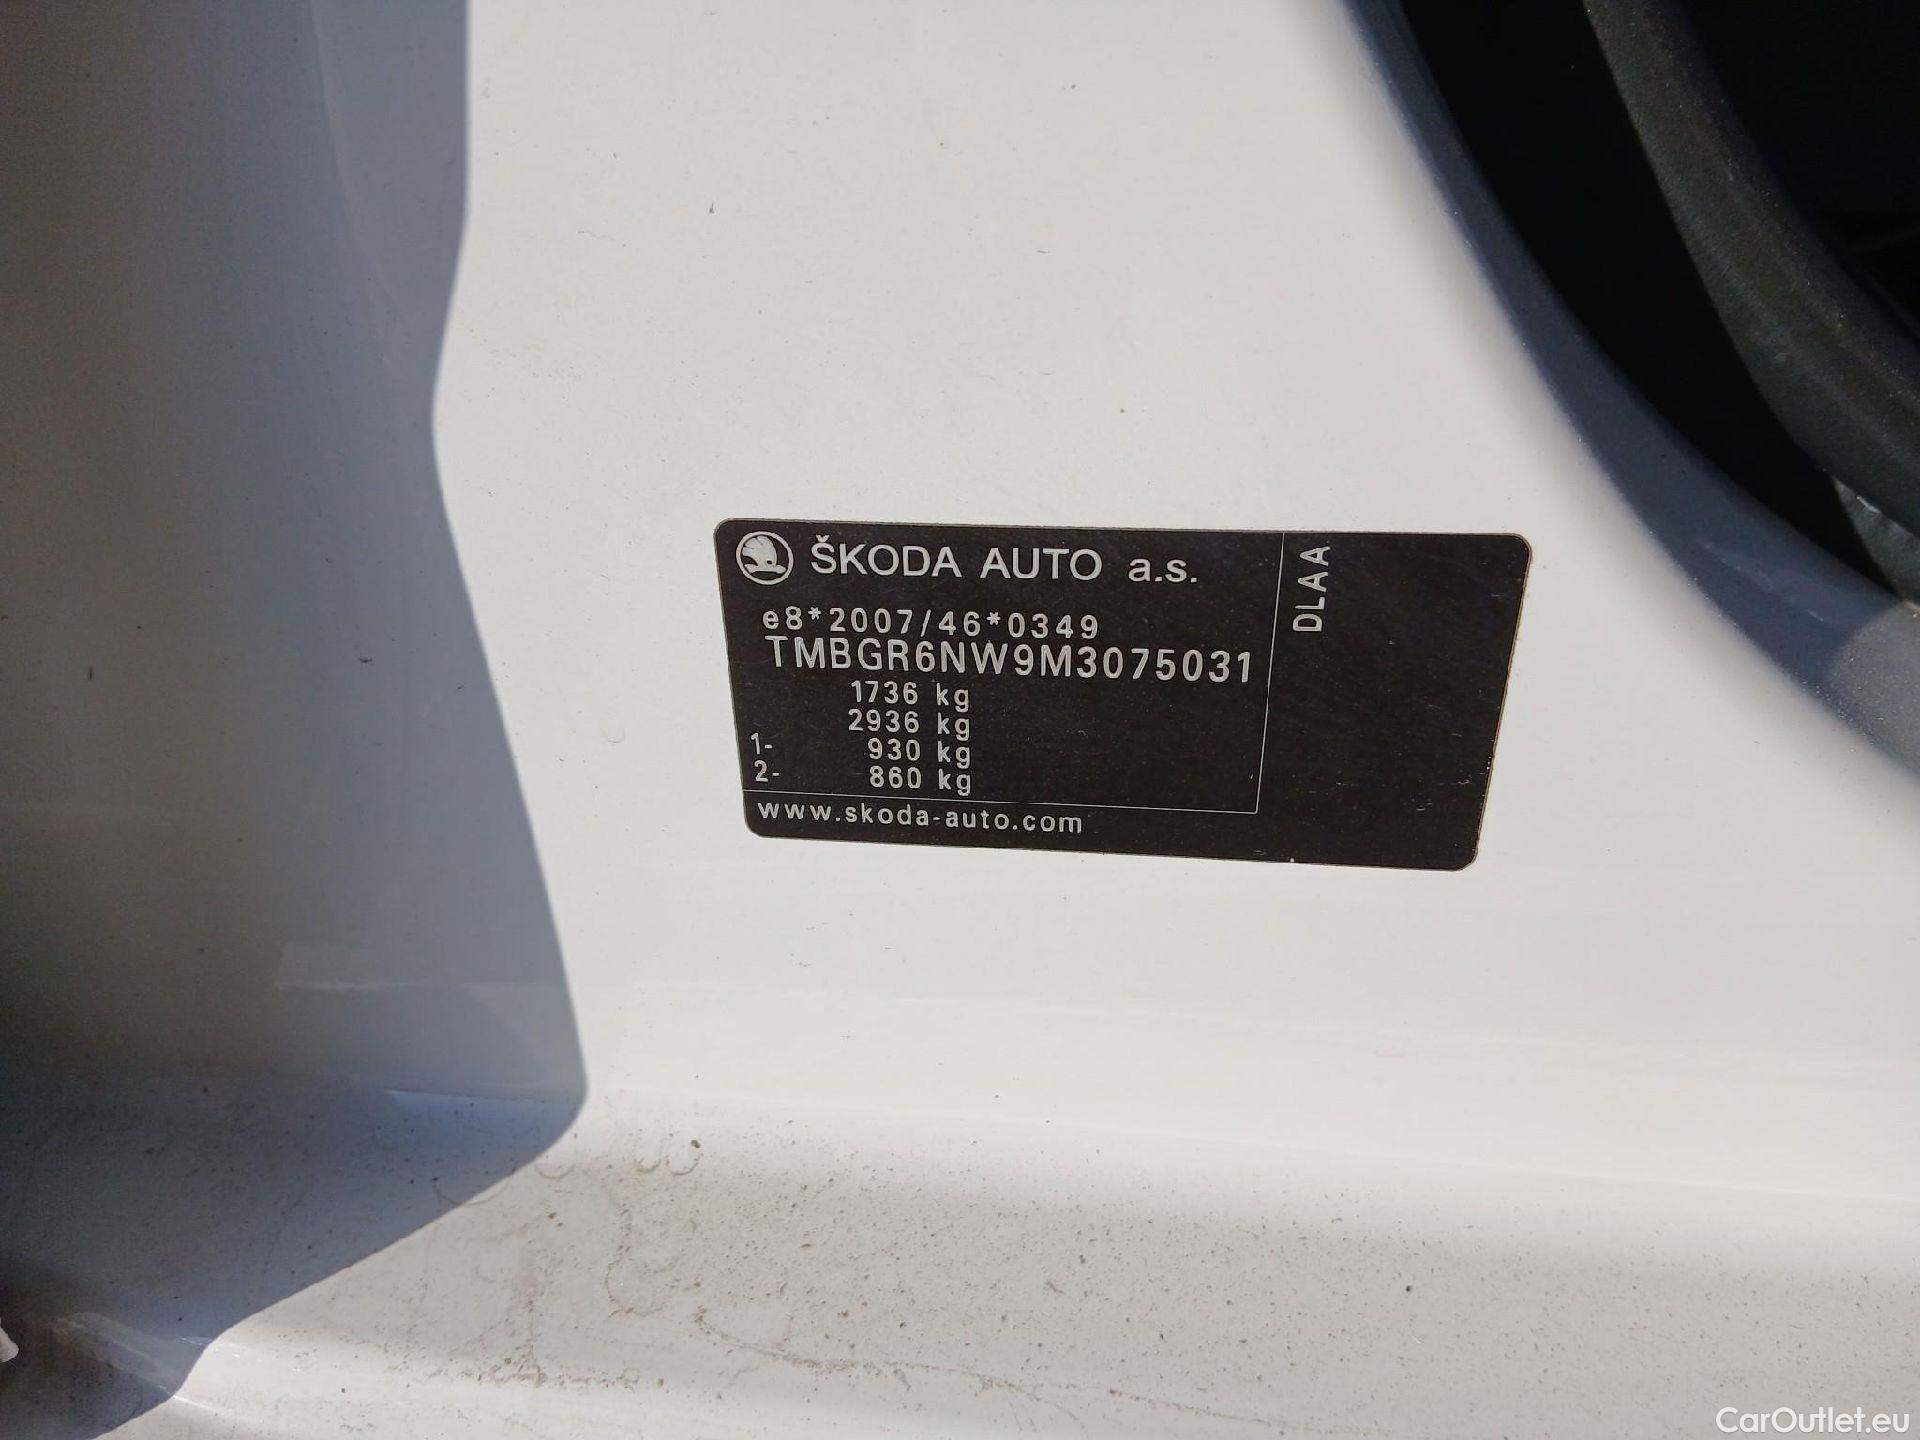 ŠKODA AUTO a.s.
e8*2007/46*0349
TMBGR6NW9M3075031
1736 kg
2936 kg
1- 930 kg
2- 860 kg
www.skoda-auto.com
DLAA
CarOutlet.eu